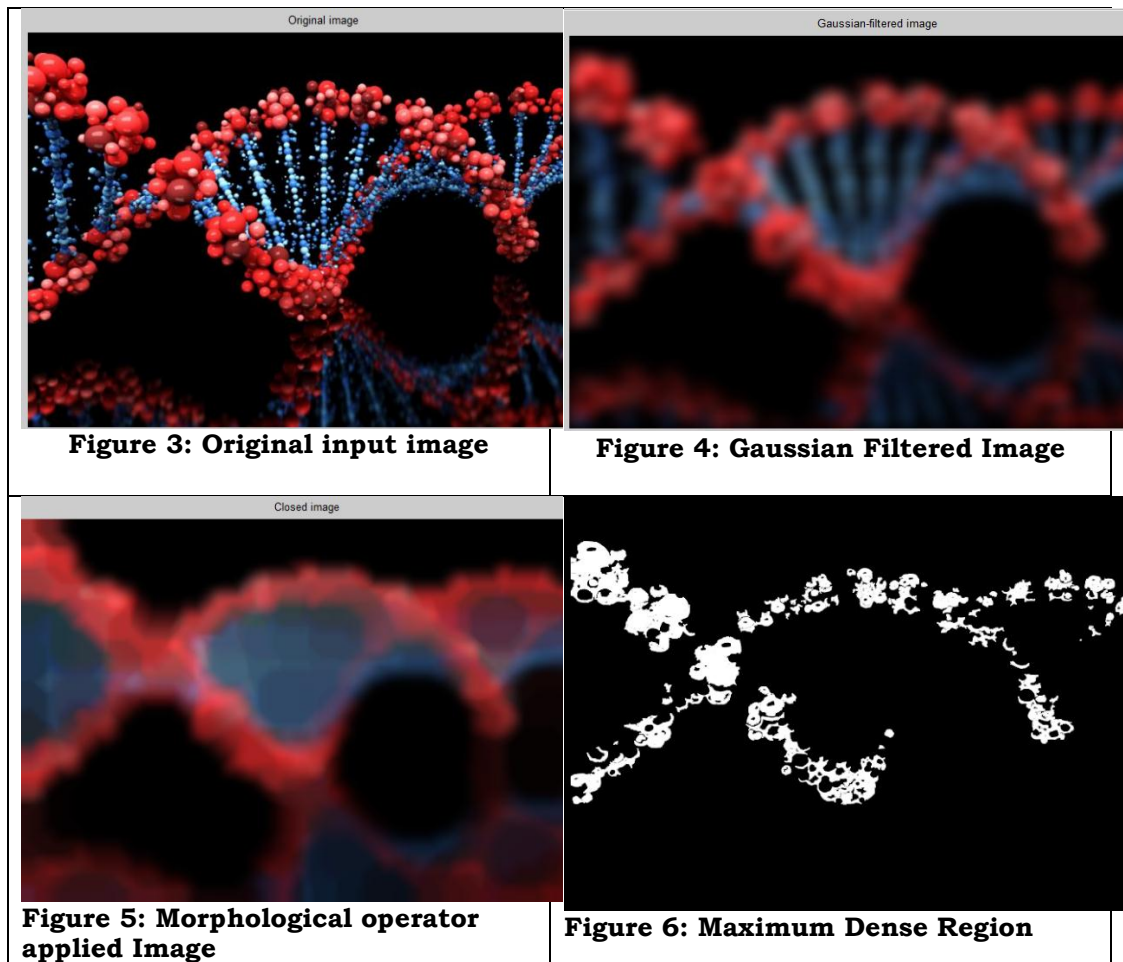 Original image
Gaussian-filtered image
Figure 3: Original input image
Figure 4: Gaussian Filtered Image
Closed image
Figure 5: Morphological operator
applied Image
Figure 6: Maximum Dense Region